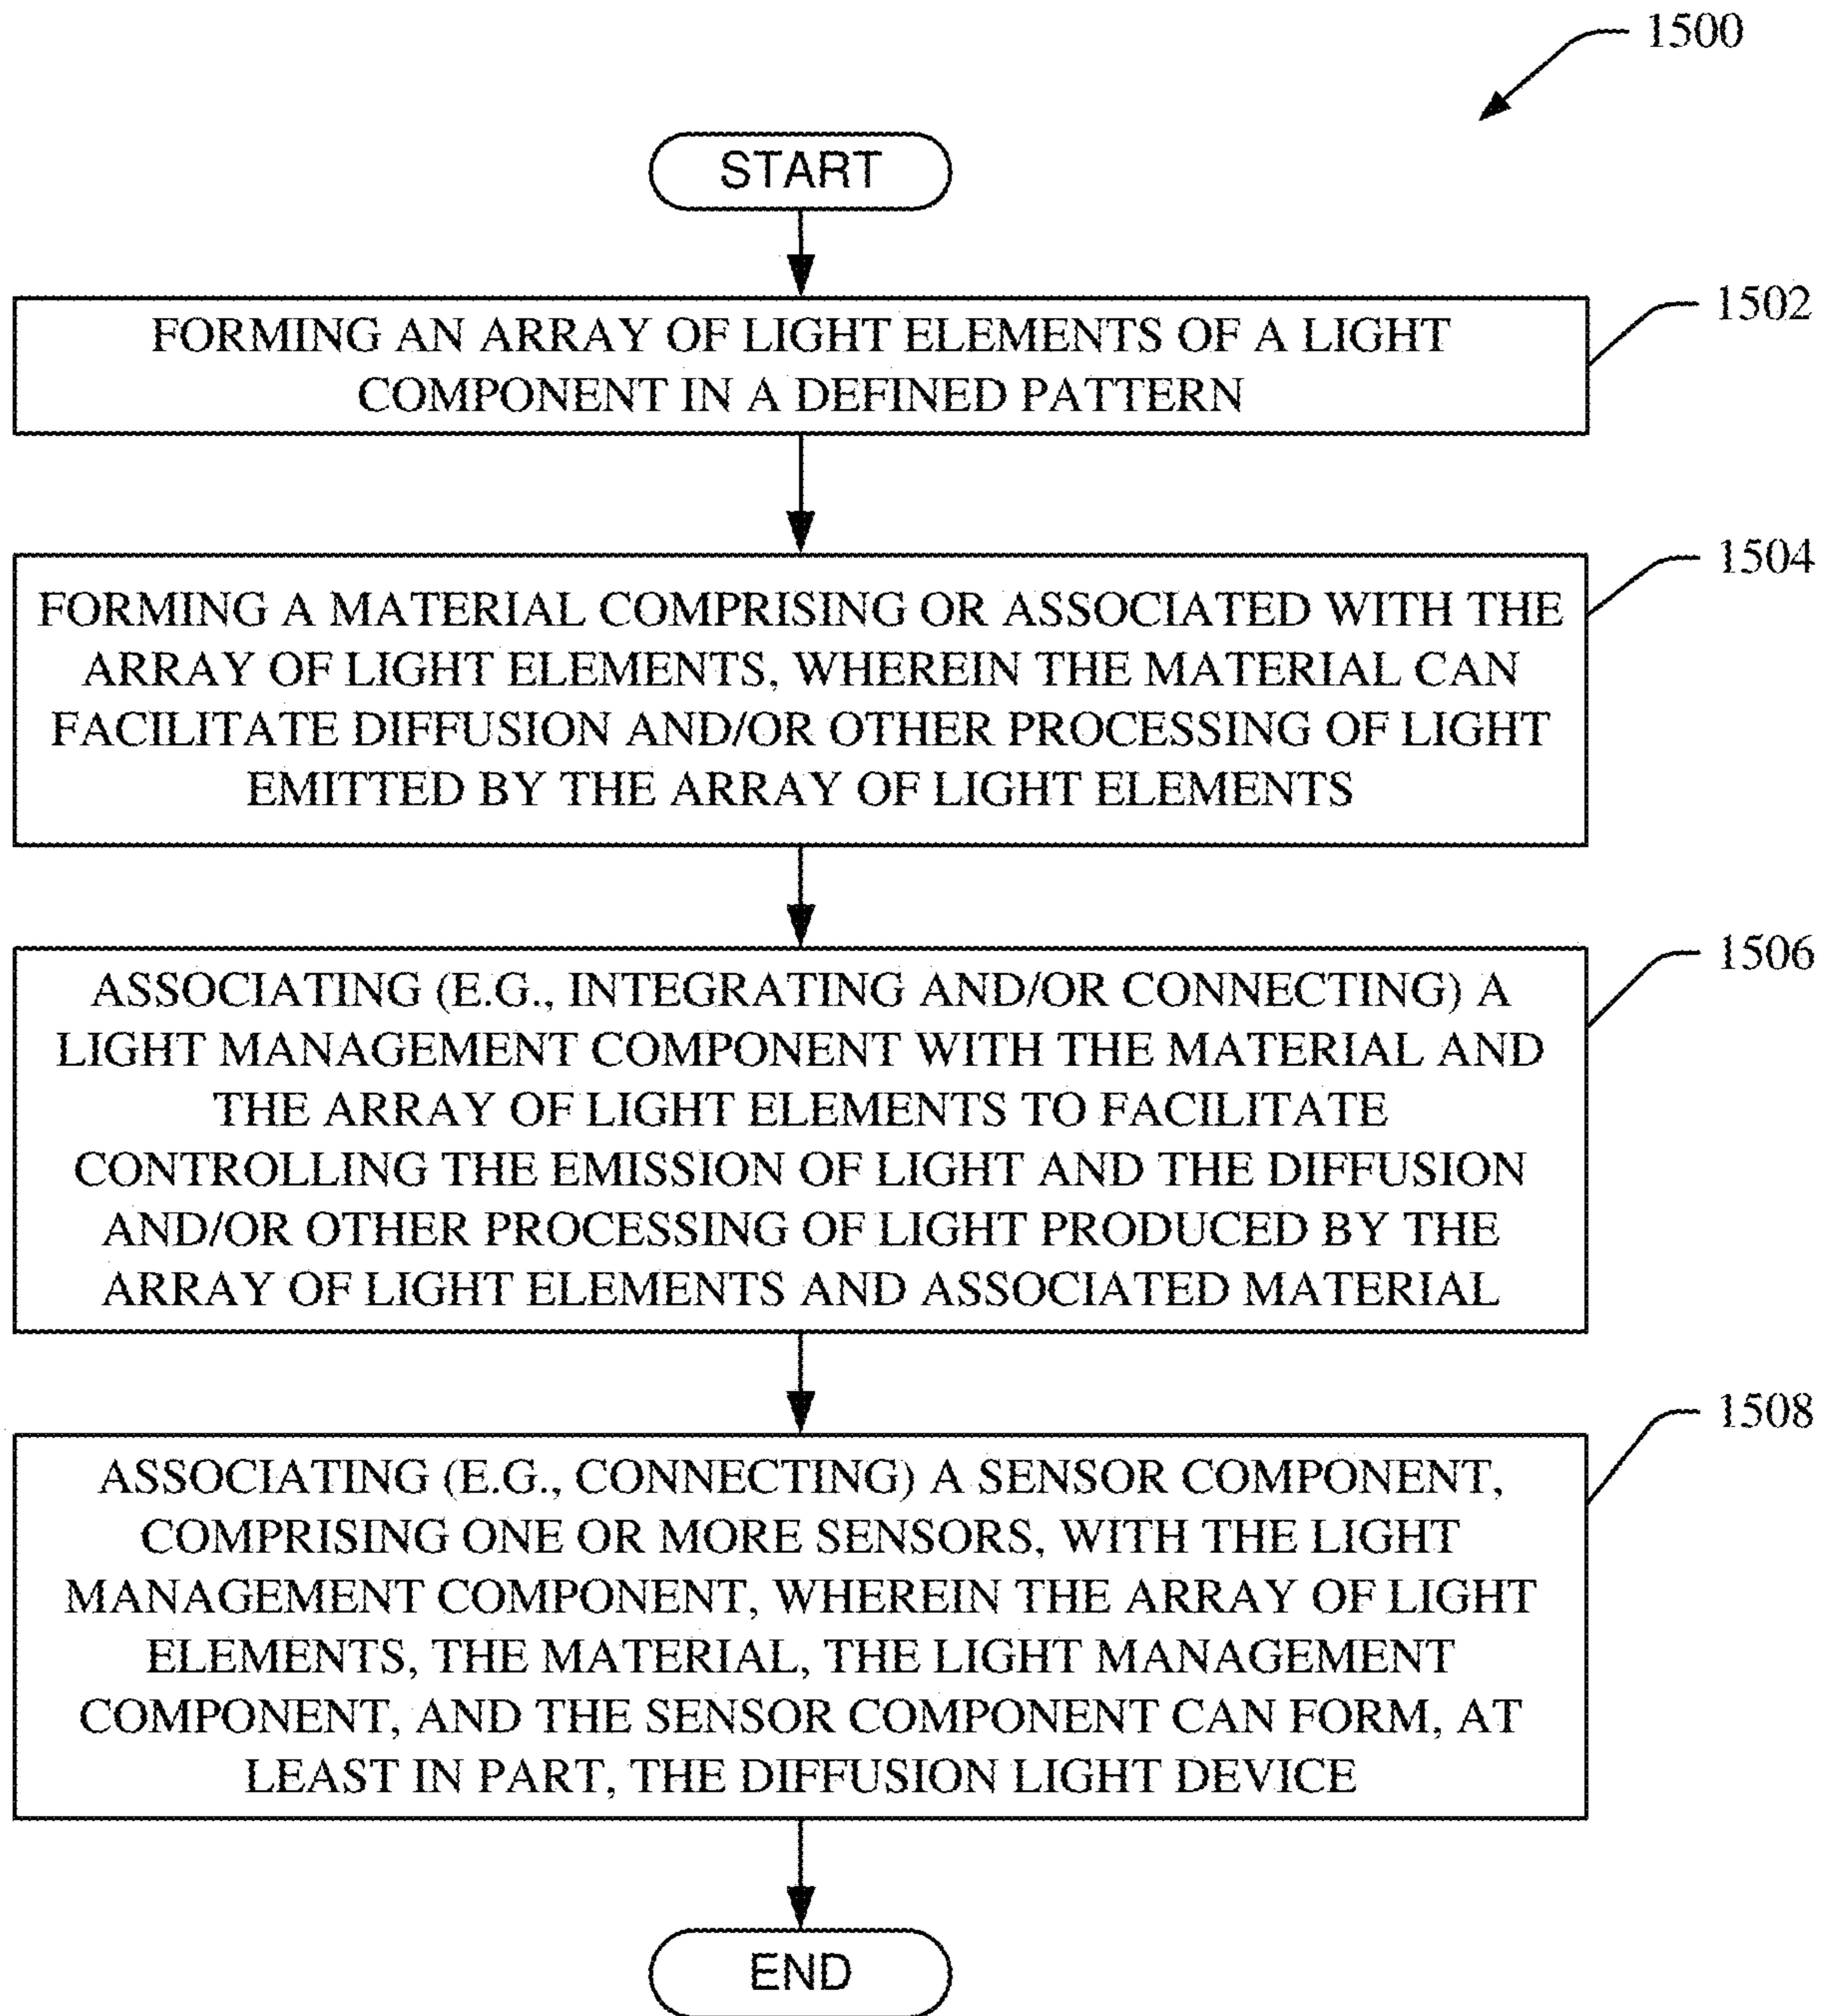 1500
START
1502
FORMING AN ARRAY OF LIGHT ELEMENTS OF A LIGHT
COMPONENT IN A DEFINED PATTERN
1504
FORMING A MATERIAL COMPRISING OR ASSOCIATED WITH THE
ARRAY OF LIGHT ELEMENTS, WHEREIN THE MATERIAL CAN
FACILITATE DIFFUSION AND/OR OTHER PROCESSING OF LIGHT
EMITTED BY THE ARRAY OF LIGHT ELEMENTS
1506
ASSOCIATING (E.G., INTEGRATING AND/OR CONNECTING) A
LIGHT MANAGEMENT COMPONENT WITH THE MATERIAL AND
THE ARRAY OF LIGHT ELEMENTS TO FACILITATE
CONTROLLING THE EMISSION OF LIGHT AND THE DIFFUSION
AND/OR OTHER PROCESSING OF LIGHT PRODUCED BY THE
ARRAY OF LIGHT ELEMENTS AND ASSOCIATED MATERIAL
1508
ASSOCIATING (E.G., CONNECTING) A SENSOR COMPONENT,
COMPRISING ONE OR MORE SENSORS, WITH THE LIGHT
MANAGEMENT COMPONENT, WHEREIN THE ARRAY OF LIGHT
ELEMENTS, THE MATERIAL, THE LIGHT MANAGEMENT
COMPONENT, AND THE SENSOR COMPONENT CAN FORM, AT
LEAST IN PART, THE DIFFUSION LIGHT DEVICE
END